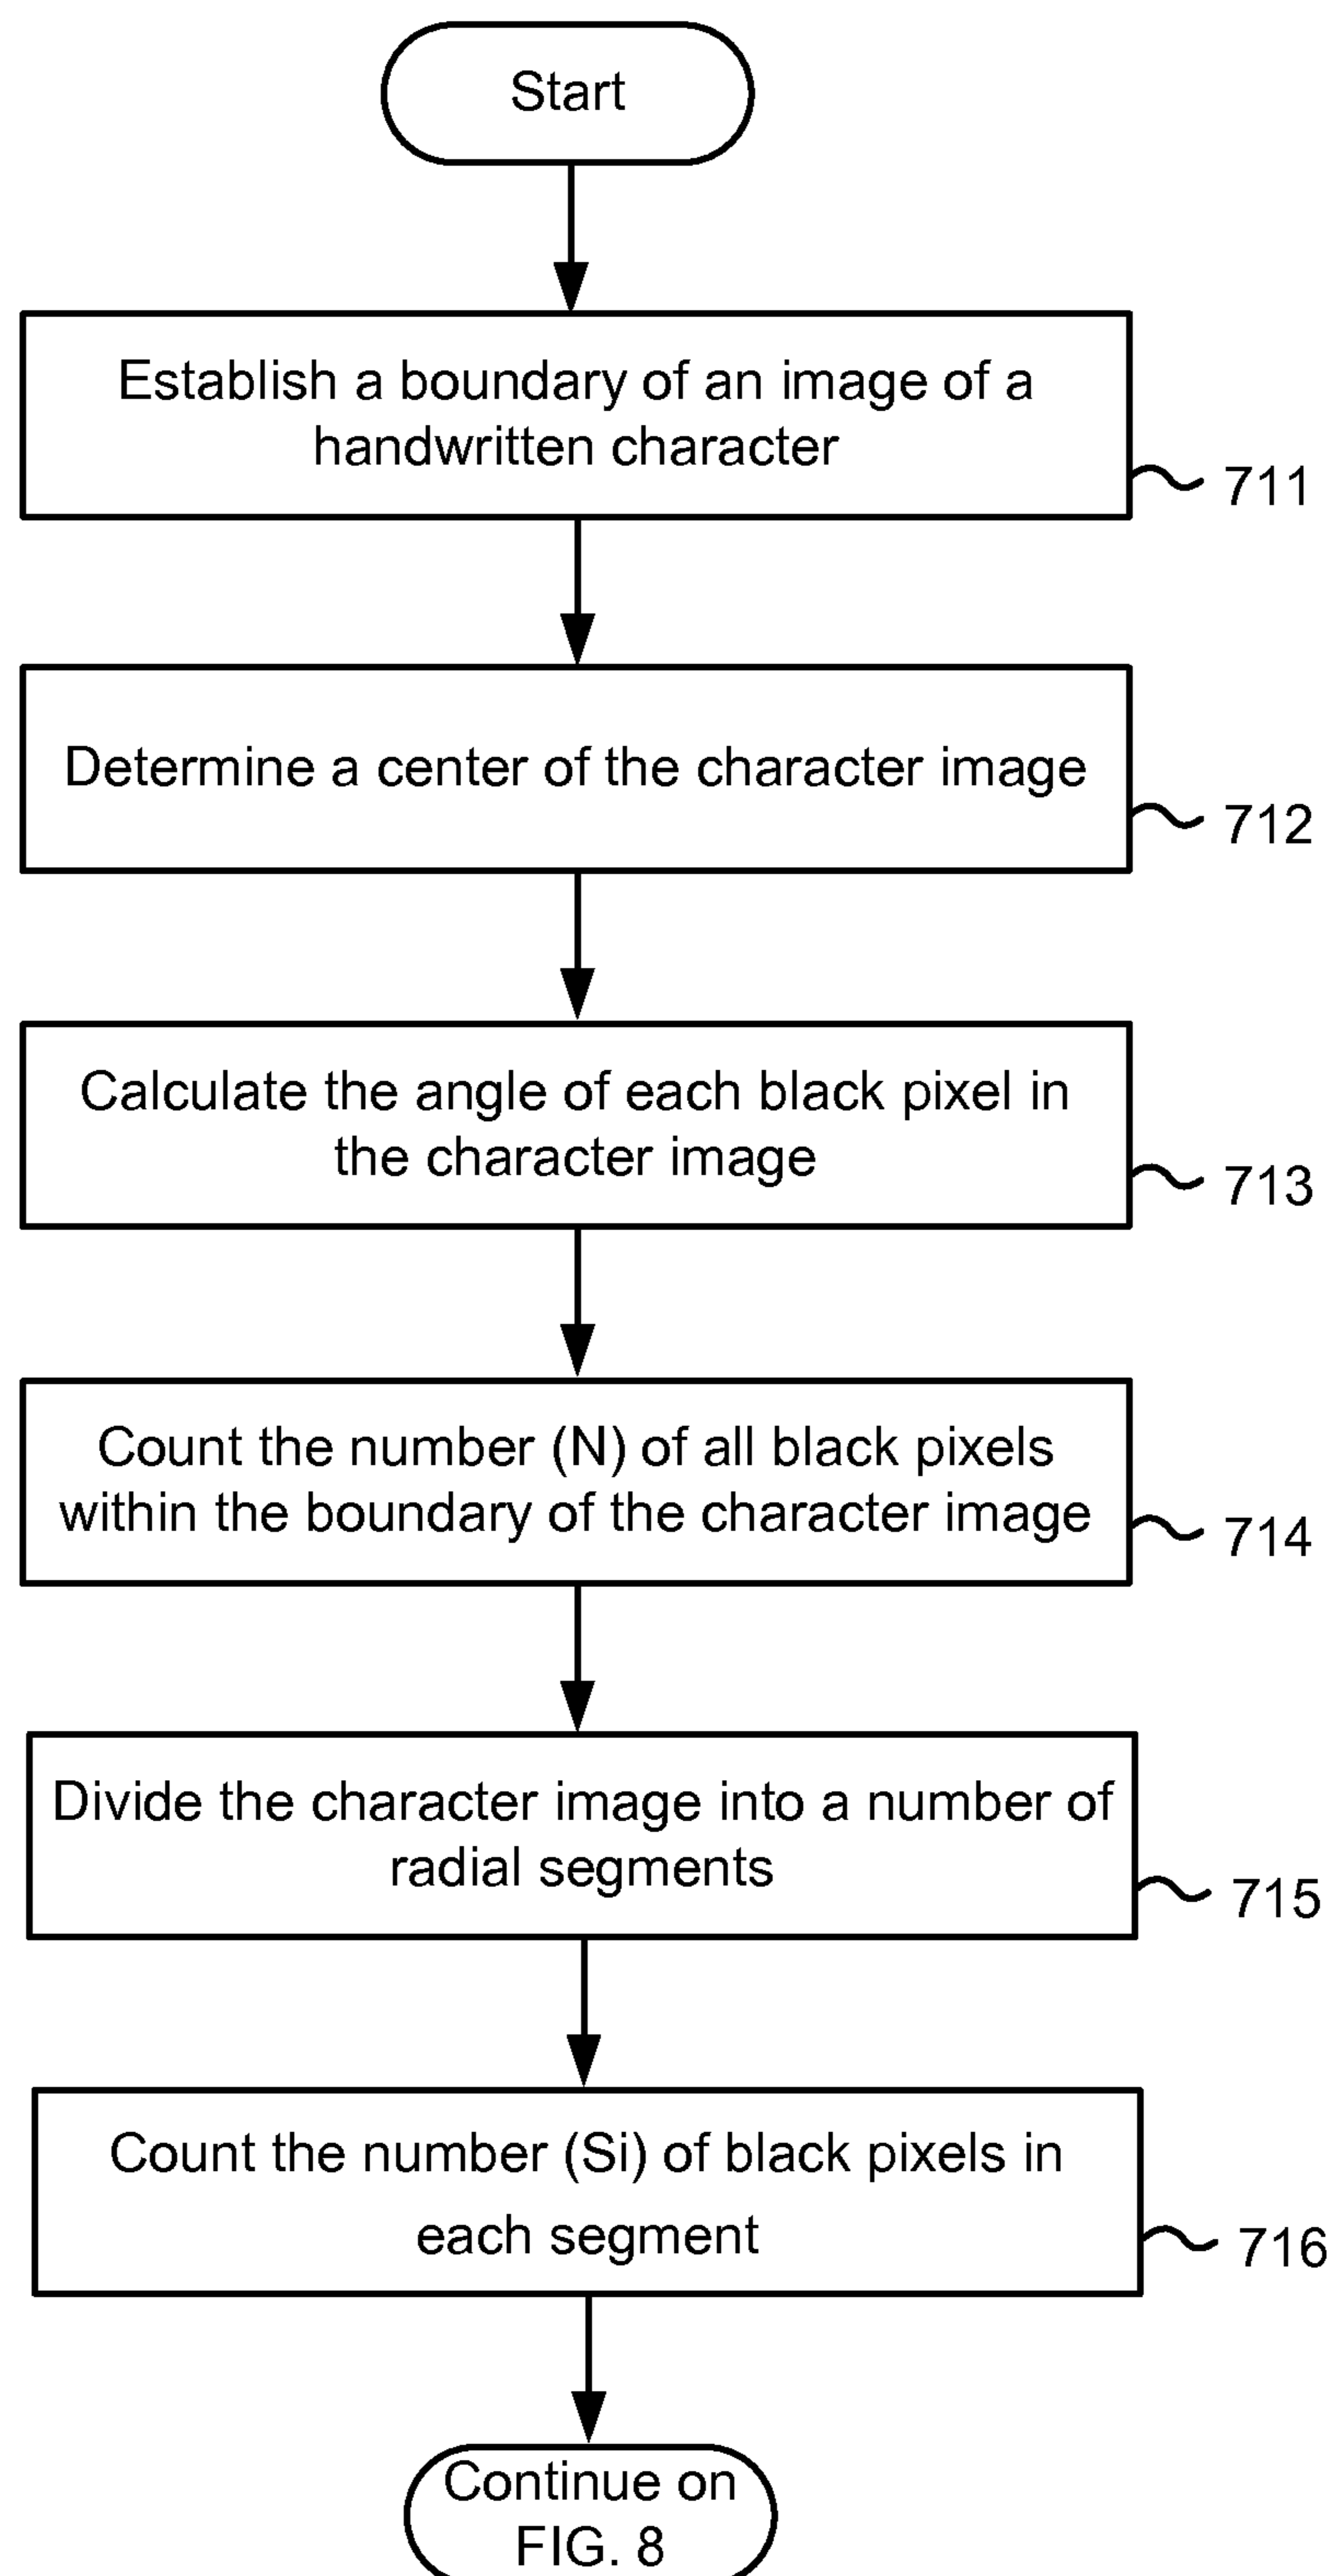 Start
Establish a boundary of an image of a
handwritten character
711
Determine a center of the character image
712
Calculate the angle of each black pixel in
the character image
713
Count the number (N) of all black pixels
within the boundary of the character image
714
Divide the character image into a number of
radial segments
715
Count the number (Si) of black pixels in
each segment
716
Continue on
FIG. 8